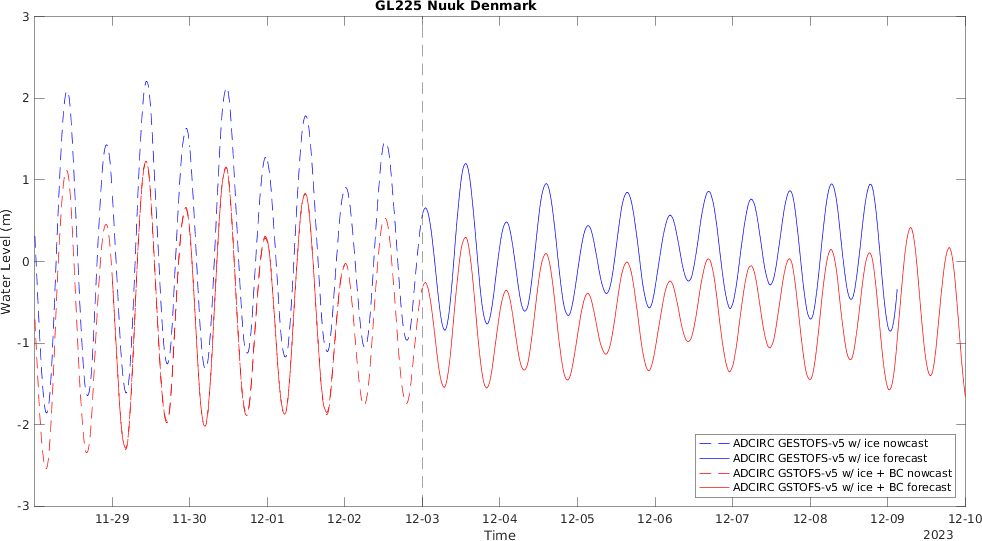 GL225 Nuuk Denmark
3
2
1
0
-1
-2
-3
Water Level (m)
11-29
11-30
12-01
12-02
12-03
12-04
12-05
12-06
12-07
12-08
12-09
12-10
Time
2023
ADCIRC GESTOFS-v5 w/ ice nowcast
ADCIRC GESTOFS-v5 w/ ice forecast
ADCIRC GSTOFS-v5 w/ ice + BC nowcast
ADCIRC GSTOFS-v5 w/ ice + BC forecast